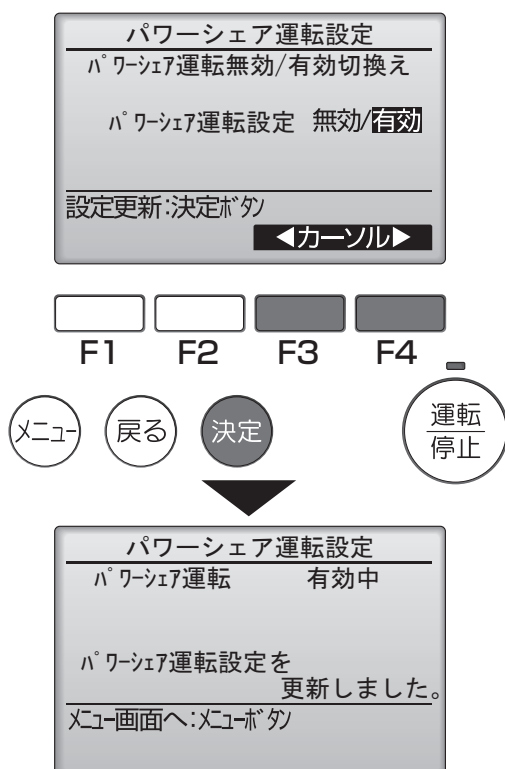 パワーシェア運転設定
ﾊﾟﾜｰｼｪｱ運転無効/有効切換え
ﾊﾟﾜｰｼｪｱ運転設定 無効/有効
設定更新:決定ﾎﾞﾀﾝ
◀カーソル▶
F1 F2 F3 F4
ﾒﾆｭｰ 戻る 決定 運転
停止
パワーシェア運転設定
ﾊﾟﾜｰｼｪｱ運転 有効中
ﾊﾟﾜｰｼｪｱ運転設定を
更新しました。
ﾒﾆｭｰ画面へ:ﾒﾆｭｰﾎﾞﾀﾝ